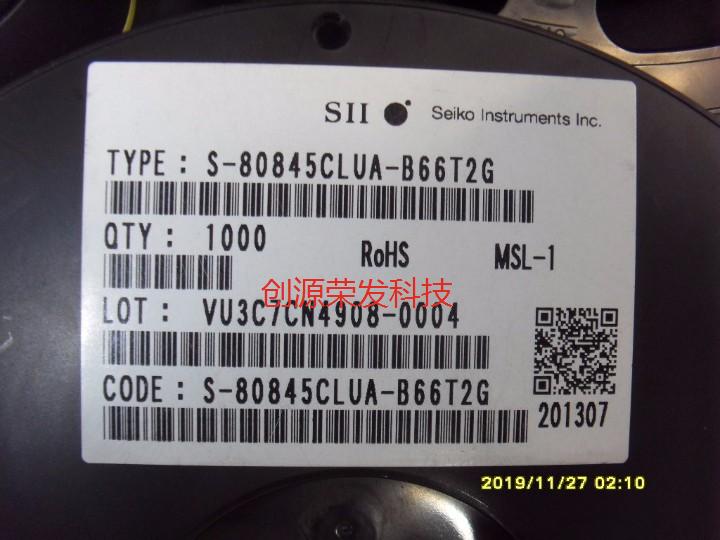 SII Seiko Instruments Inc.
TYPE : S-80845CLUA-B66T2G
QTY : 1000
RoHS MSL-1
创源荣发科技
LOT : VU3C7CN4908-0004
CODE : S-80845CLUA-B66T2G
201307
2019/11/27 02:10